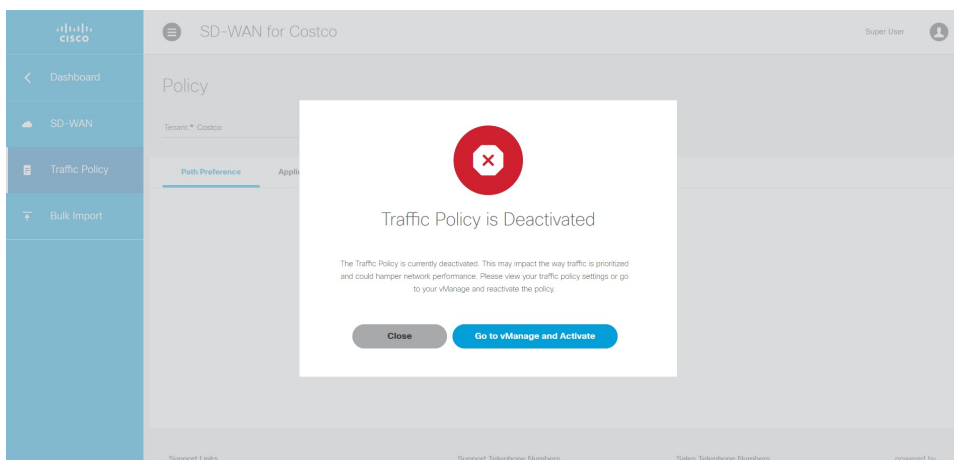 CISCO
SD-WAN for Costco
Super User
Dashboard
SD-WAN
Traffic Policy
Bulk Import
Policy
Tenant:* Costco
Path Preference
Traffic Policy is Deactivated
The Traffic Policy is currently deactivated. This may impact the way traffic is prioritized
and could hamper network performance. Please view your traffic policy settings or go
to your vManage and reactivate the policy.
Close
Go to vManage and Activate
Support Links
Support Telephone Numbers
Sales Telephone Numbers
powered by